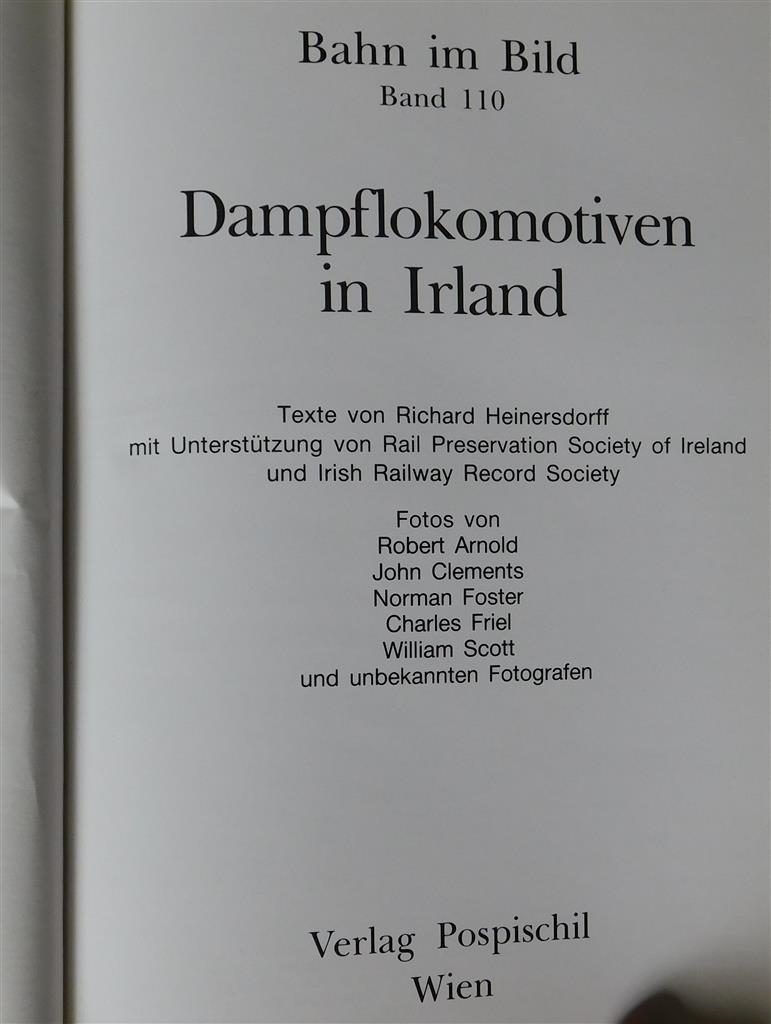 Bahn im Bild
Band 110
Dampflokomotiven
in Irland
Texte von Richard Heinersdorff
mit Unterstützung von Rail Preservation Society of Ireland
und Irish Railway Record Society
Fotos von
Robert Arnold
John Clements
Norman Foster
Charles Friel
William Scott
und unbekannten Fotografen
Verlag Pospischil
Wien